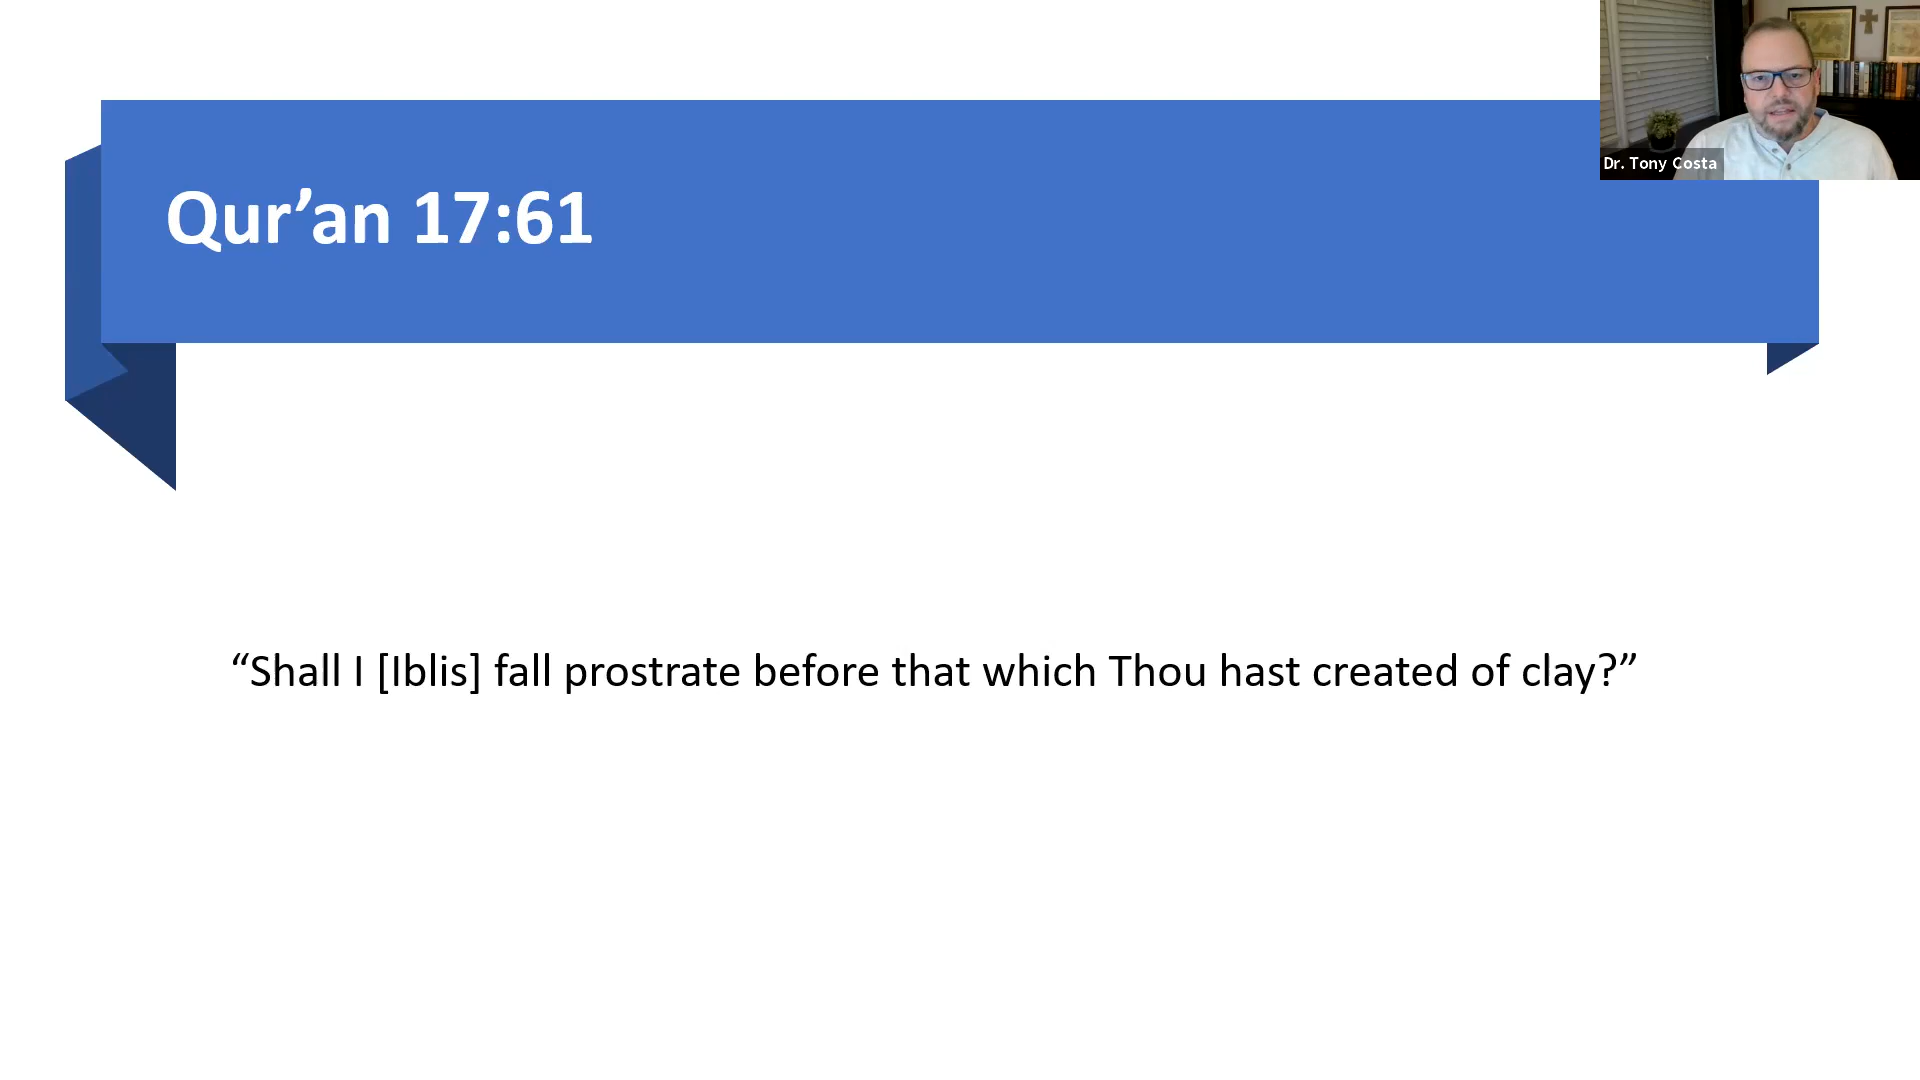 Dr. Tony Costa
Qur’an 17:61
“Shall I [Iblis] fall prostrate before that which Thou hast created of clay?”